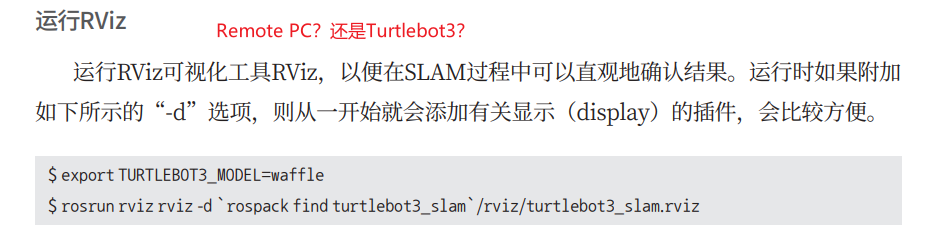 运行RViz
Remote PC？还是Turtlebot3？
运行RViz可视化工具RViz，以便在SLAM过程中可以直观地确认结果。运行时如果附加
如下所示的“-d”选项，则从一开始就会添加有关显示（display）的插件，会比较方便。
$ export TURTLEBOT3_MODEL=waffle
$ rosrun rviz rviz -d `rospack find turtlebot3_slam`/rviz/turtlebot3_slam.rviz